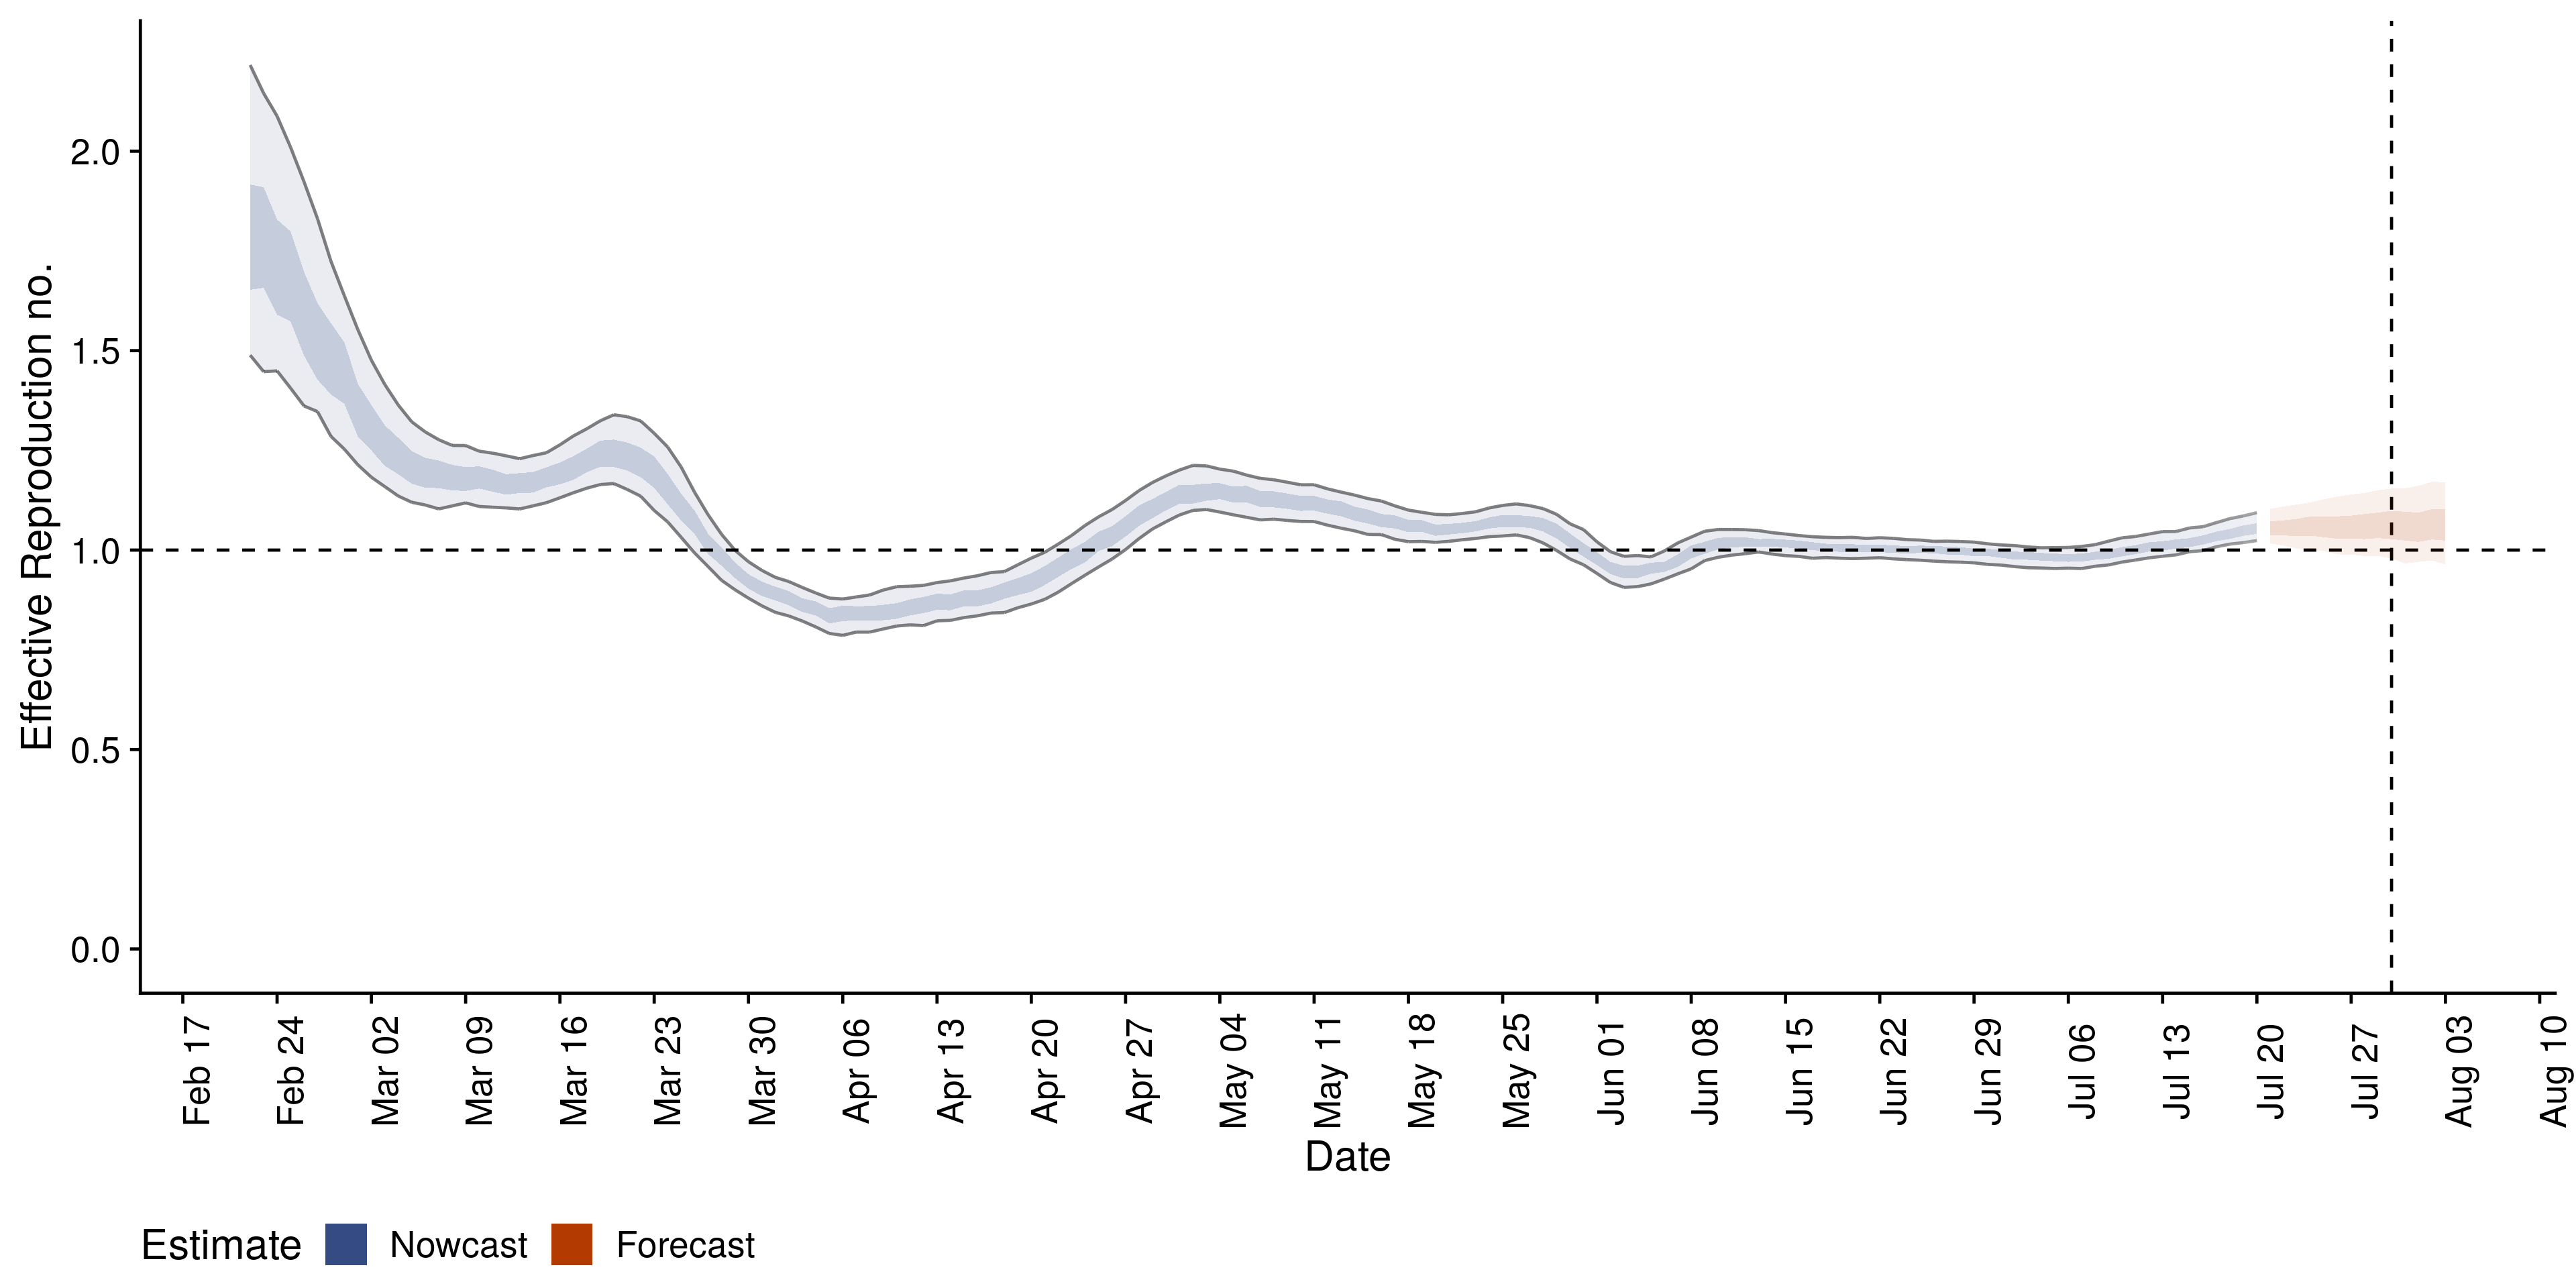 Effective Reproduction no.
2.0
1.5
1.0
0.5
0.0
Feb 17
Feb 24
Mar 02
Mar 09
Mar 16
Mar 23
Mar 30
Apr 06
Apr 13
Apr 20
Apr 27
May 04
May 11
May 18
May 25
Jun 01
Jun 08
Jun 15
Jun 22
Jun 29
Jul 06
Jul 13
Jul 20
Jul 27
Aug 03
Aug 10
Date
Estimate Nowcast Forecast